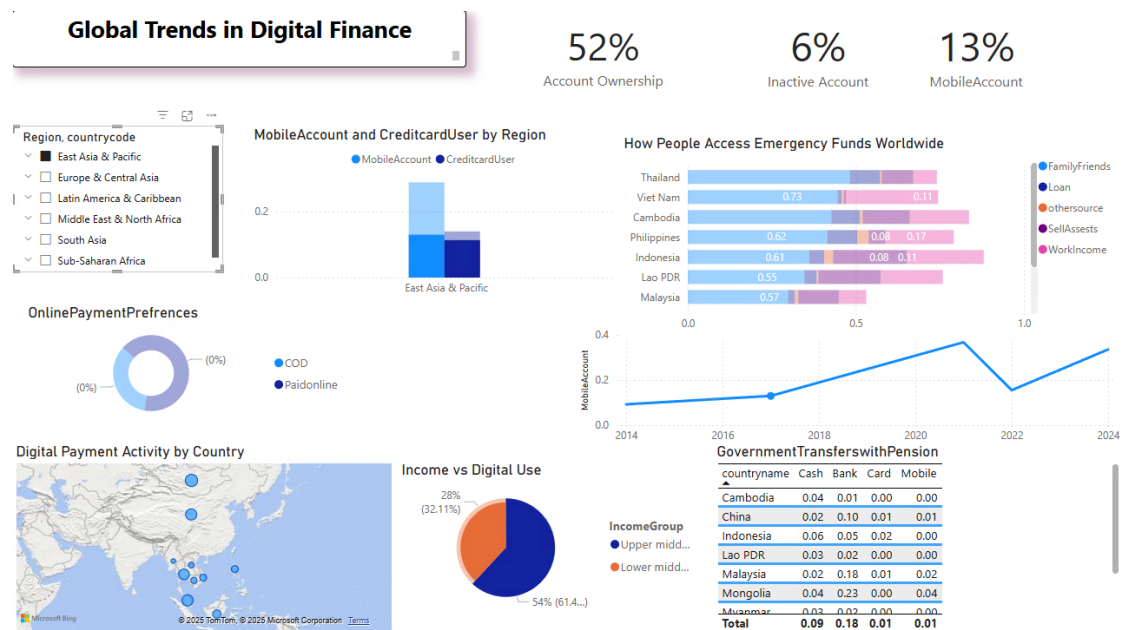 Global Trends in Digital Finance
52%
Account Ownership
6%
Inactive Account
13%
MobileAccount
Region, countrycode
East Asia & Pacific
Europe & Central Asia
Latin America & Caribbean
Middle East & North Africa
South Asia
Sub-Saharan Africa
MobileAccount and CreditcardUser by Region
MobileAccount CreditcardUser
0.2
0.0
East Asia & Pacific
How People Access Emergency Funds Worldwide
Thailand
Viet Nam 0.73 0.11
Cambodia
Philippines 0.62 0.08 0.17
Indonesia 0.61 0.08 0.11
Lao PDR 0.55
Malaysia 0.57
0.0 0.5 1.0
FamilyFriends
Loan
othersource
SellAssests
WorkIncome
OnlinePaymentPrefrences
(0%)
(0%)
COD
Paidonline
MobileAccount
0.4
0.2
0.0
2014 2016 2018 2020 2022 2024
Digital Payment Activity by Country
Microsoft Bing
© 2025 TomTom, © 2025 Microsoft Corporation Terms
Income vs Digital Use
28%
(32.11%)
54% (61.4...)
IncomeGroup
Upper midd...
Lower midd...
GovernmentTransferswithPension
countryname Cash Bank Card Mobile
Cambodia 0.04 0.01 0.00 0.00
China 0.02 0.10 0.01 0.01
Indonesia 0.06 0.05 0.02 0.00
Lao PDR 0.03 0.02 0.00 0.00
Malaysia 0.02 0.18 0.01 0.02
Mongolia 0.04 0.23 0.00 0.04
Myanmar 0.03 0.02 0.00 0.00
Total 0.09 0.18 0.01 0.01